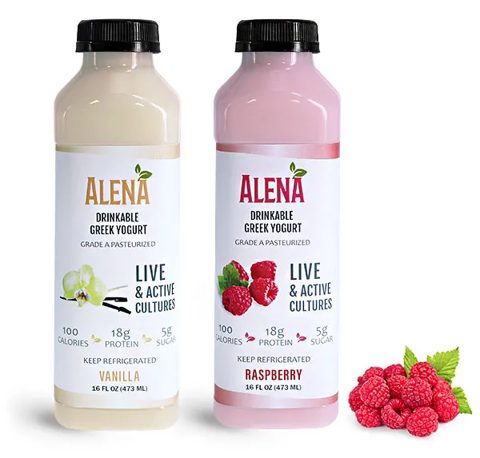 ALENA
DRINKABLE
GREEK YOGURT
GRADE A PASTEURIZED
LIVE
& ACTIVE
CULTURES
100 CALORIES 18g PROTEIN 5g SUGAR
KEEP REFRIGERATED
VANILLA
16 FL OZ (473 ML)
ALENA
DRINKABLE
GREEK YOGURT
GRADE A PASTEURIZED
LIVE
& ACTIVE
CULTURES
100 CALORIES 18g PROTEIN 5g SUGAR
KEEP REFRIGERATED
RASPBERRY
16 FL OZ (473 ML)